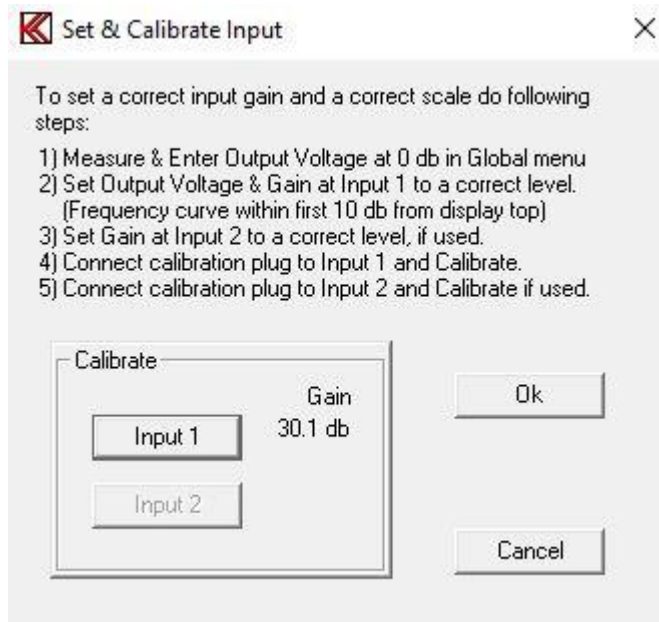 Set & Calibrate Input
To set a correct input gain and a correct scale do following
steps:
1) Measure & Enter Output Voltage at 0 db in Global menu
2) Set Output Voltage & Gain at Input 1 to a correct level.
(Frequency curve within first 10 db from display top)
3) Set Gain at Input 2 to a correct level, if used.
4) Connect calibration plug to Input 1 and Calibrate.
5) Connect calibration plug to Input 2 and Calibrate if used.
Calibrate
Gain
Input 1
30.1 db
Input 2
Ok
Cancel